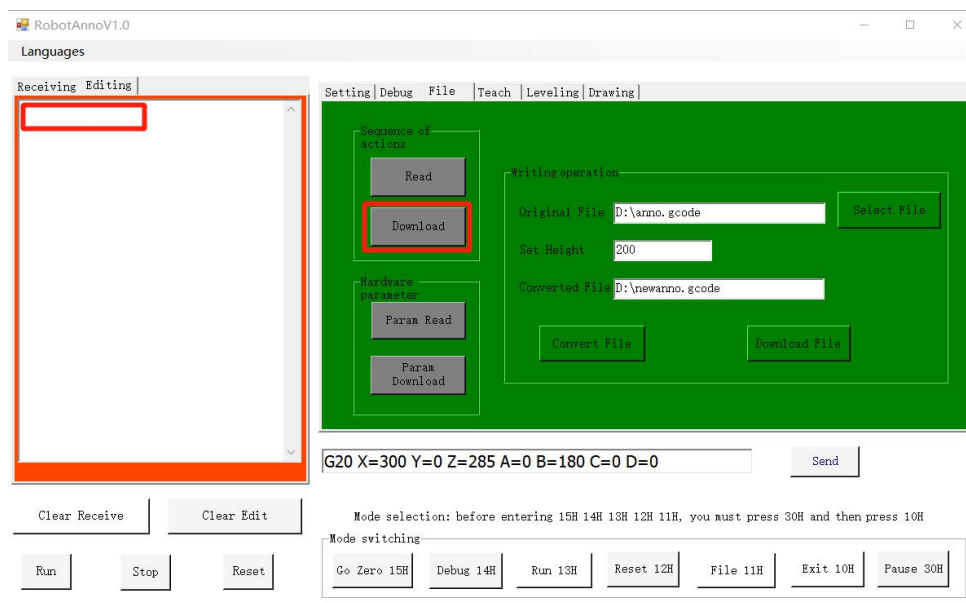 RobotAnnoV1.0
Languages
Receiving Editing
Setting Debug File Teach Leveling Drawing
Sequence of
actions
Read
Download
Hardware
parameter
Param Read
Param
Download
Writing operation
Original File D:\anno.gcode Select File
Set Height 200
Converted File D:\newanno.gcode
Convert File Download File
G20 X=300 Y=0 Z=285 A=0 B=180 C=0 D=0 Send
Clear Receive Clear Edit
Mode selection: before entering 15H 14H 13H 12H 11H, you must press 30H and then press 10H
Mode switching
Run Stop Reset
Go Zero 15H Debug 14H Run 13H Reset 12H File 11H Exit 10H Pause 30H